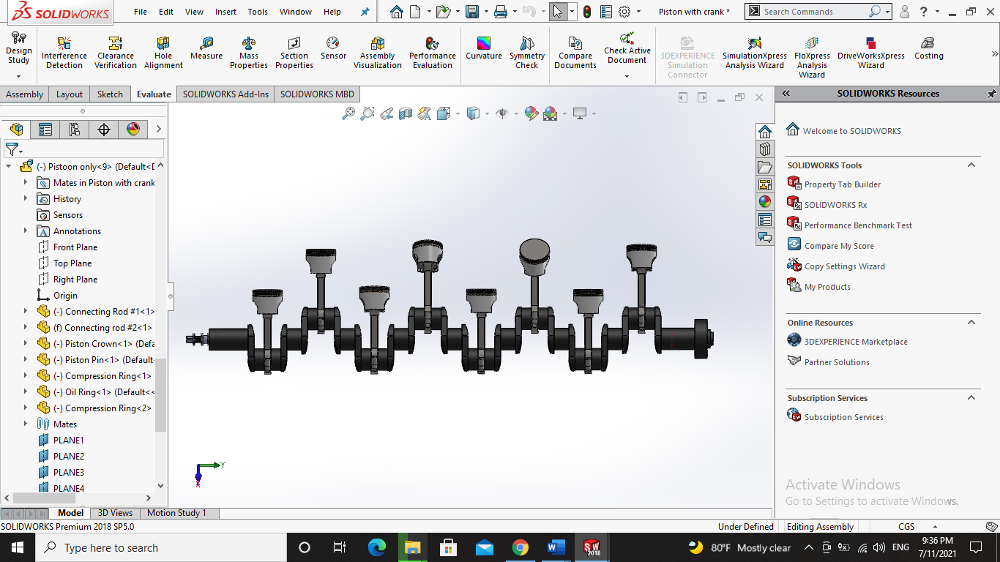 SOLIDWORKS
File Edit View Insert Tools Window Help
Piston with crank *
Search Commands
?
Design Study
Interference Detection
Clearance Verification
Hole Alignment
Measure
Mass Properties
Section Properties
Sensor
Assembly Visualization
Performance Evaluation
Curvature
Symmetry Check
Compare Documents
Check Active Document
3DEXPERIENCE Simulation Connector
SimulationXpress Analysis Wizard
FloXpress Analysis Wizard
DriveWorksXpress Wizard
Costing
Assembly Layout Sketch Evaluate SOLIDWORKS Add-Ins SOLIDWORKS MBD
(-) Pistoon only<9> (Default<D
Mates in Piston with crank
History
Sensors
Annotations
Front Plane
Top Plane
Right Plane
Origin
(-) Connecting Rod #1<1>
(f) Connecting rod #2<1>
(-) Piston Crown<1> (Defa
(-) Piston Pin<1> (Default
(-) Compression Ring<1>
(-) Oil Ring<1> (Default<<
(-) Compression Ring<2>
Mates
PLANE1
PLANE2
PLANE3
PLANE4
Y
SOLIDWORKS Resources
Welcome to SOLIDWORKS
SOLIDWORKS Tools
Property Tab Builder
SOLIDWORKS Rx
Performance Benchmark Test
Compare My Score
Copy Settings Wizard
My Products
Online Resources
3DEXPERIENCE Marketplace
Partner Solutions
Subscription Services
Subscription Services
Activate Windows
Go to Settings to activate Windows.
Model 3D Views Motion Study 1
SOLIDWORKS Premium 2018 SP5.0
Under Defined Editing Assembly CGS
Type here to search
SW 2018
80°F Mostly clear
ENG
9:36 PM
7/11/2021